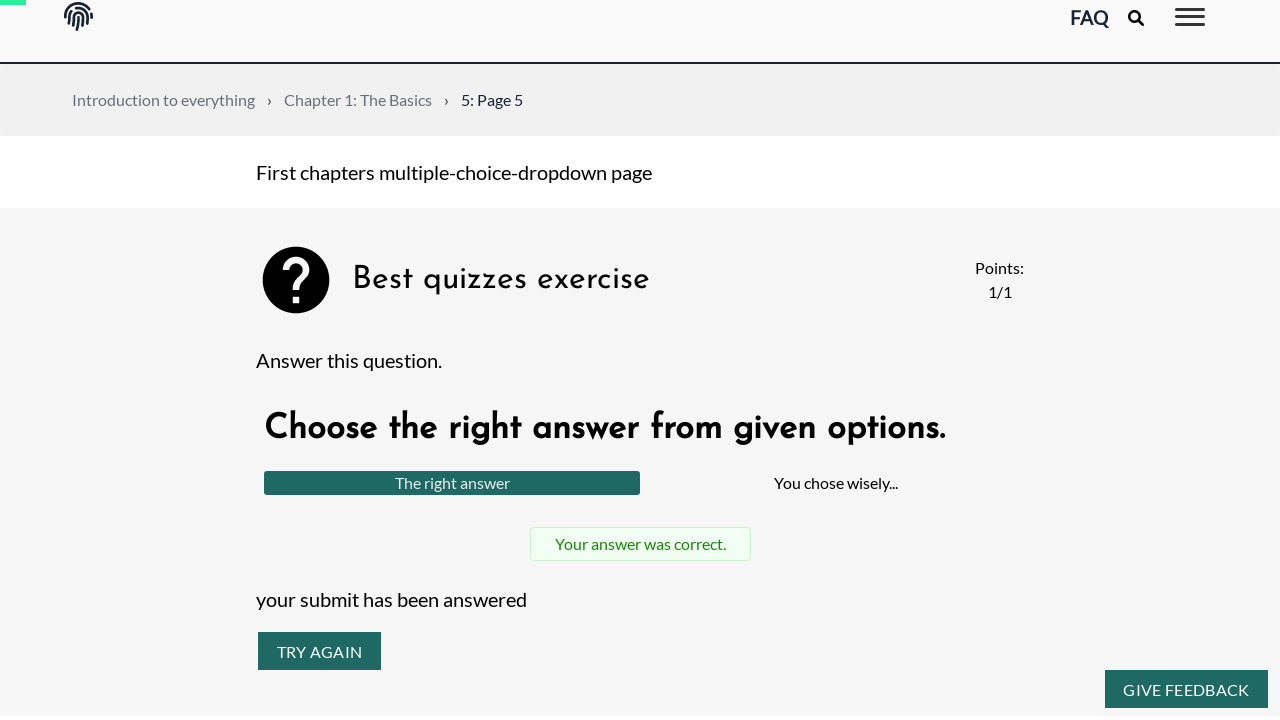 FAQ
Introduction to everything › Chapter 1: The Basics › 5: Page 5
First chapters multiple-choice-dropdown page
Best quizzes exercise
Points:
1/1
Answer this question.
Choose the right answer from given options.
The right answer
You chose wisely...
Your answer was correct.
your submit has been answered
TRY AGAIN
GIVE FEEDBACK